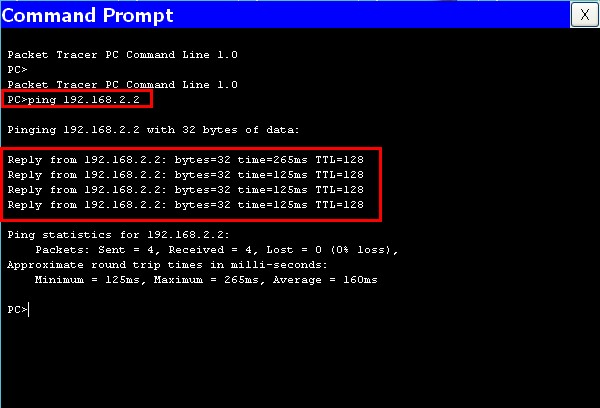 Command Prompt
X
Packet Tracer PC Command Line 1.0
PC>
Packet Tracer PC Command Line 1.0
PC>ping 192.168.2.2
Pinging 192.168.2.2 with 32 bytes of data:
Reply from 192.168.2.2: bytes=32 time=265ms TTL=128
Reply from 192.168.2.2: bytes=32 time=125ms TTL=128
Reply from 192.168.2.2: bytes=32 time=125ms TTL=128
Reply from 192.168.2.2: bytes=32 time=125ms TTL=128
Ping statistics for 192.168.2.2:
Packets: Sent = 4, Received = 4, Lost = 0 (0% loss),
Approximate round trip times in milli-seconds:
Minimum = 125ms, Maximum = 265ms, Average = 160ms
PC>